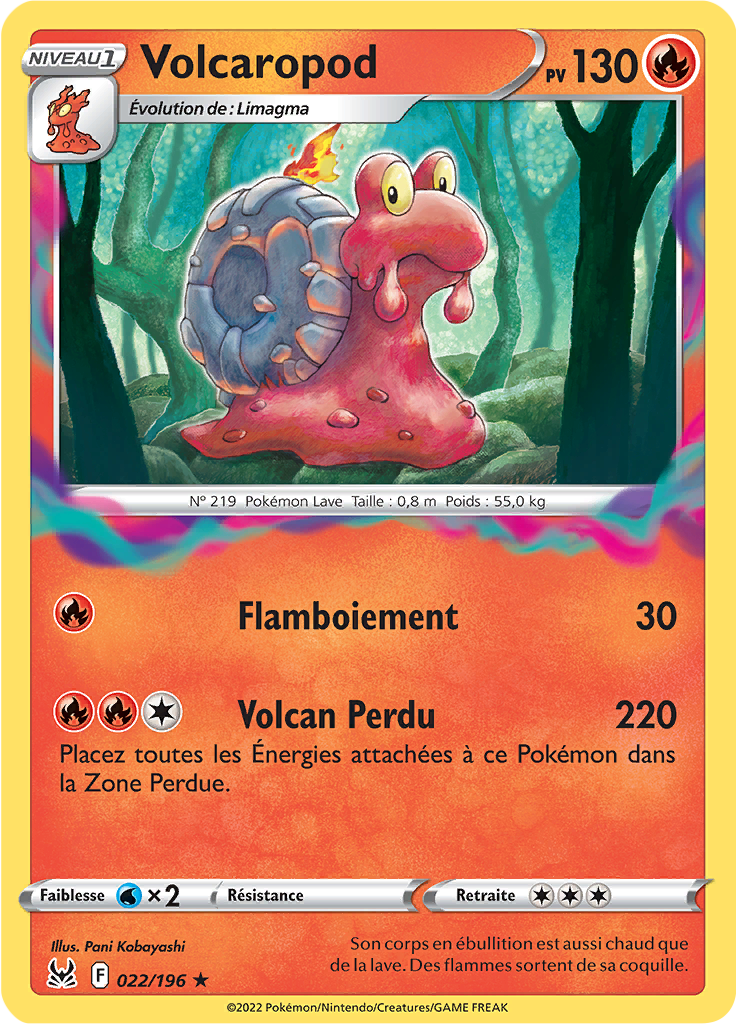 NIVEAU 1
Volcaropod
PV 130
Évolution de : Limagma
N° 219 Pokémon Lave Taille : 0,8 m Poids : 55,0 kg
Flamboiement 30
Volcan Perdu 220
Placez toutes les Énergies attachées à ce Pokémon dans
la Zone Perdue.
Faiblesse ×2 Résistance Retraite
Illus. Pani Kobayashi
Son corps en ébullition est aussi chaud que
de la lave. Des flammes sortent de sa coquille.
F 022/196 ★
©2022 Pokémon/Nintendo/Creatures/GAME FREAK